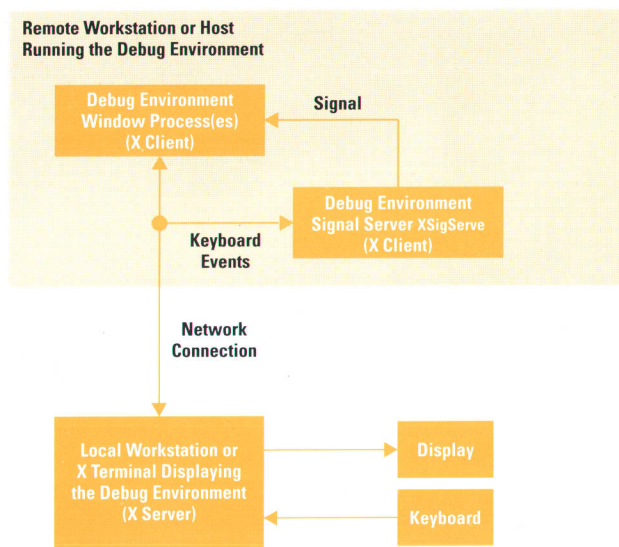 Remote Workstation or Host
Running the Debug Environment
Debug Environment
Window Process(es)
(X Client)
Signal
Debug Environment
Signal Server XSigServe
(X Client)
Keyboard
Events
Network
Connection
Local Workstation or
X Terminal Displaying
the Debug Environment
(X Server)
Display
Keyboard